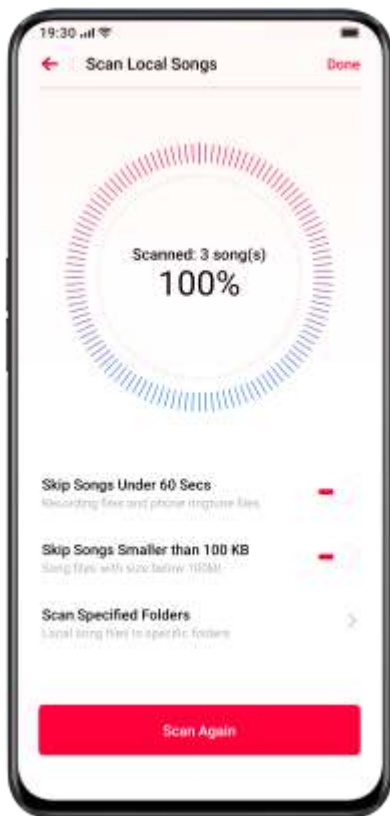 19:30
Scan Local Songs
Done
Scanned: 3 song(s)
100%
Skip Songs Under 60 Secs
Recording files and phone ringtone files
Skip Songs Smaller than 100 KB
Song files with size below 100kb
Scan Specified Folders
Local song files in specific folders
Scan Again